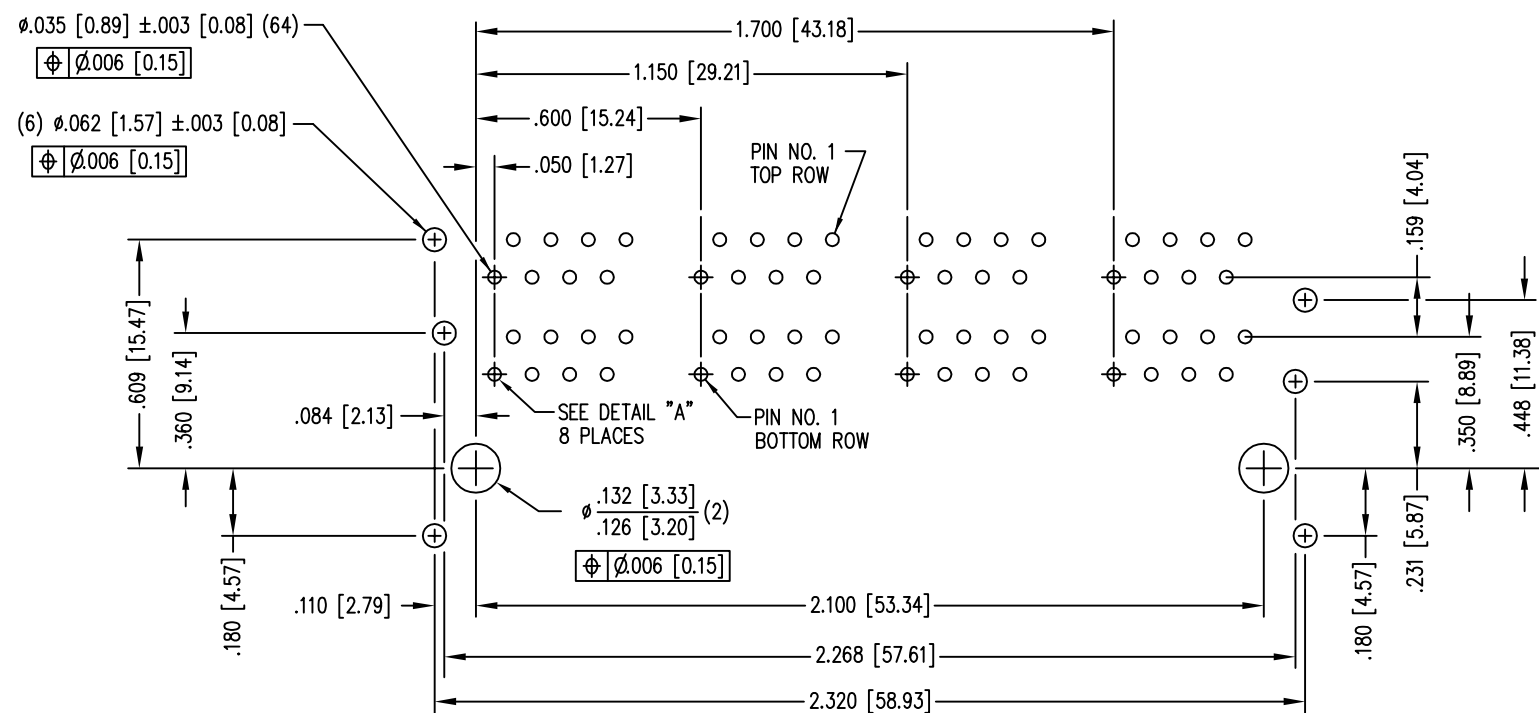 ø.035 [0.89] ±.003 [0.08] (64)
⌖ Ø.006 [0.15]
(6) ø.062 [1.57] ±.003 [0.08]
⌖ Ø.006 [0.15]
1.700 [43.18]
1.150 [29.21]
.600 [15.24]
.050 [1.27]
PIN NO. 1
TOP ROW
.159 [4.04]
.609 [15.47]
.360 [9.14]
.084 [2.13]
SEE DETAIL "A"
8 PLACES
PIN NO. 1
BOTTOM ROW
.350 [8.89]
.448 [11.38]
ø .132 [3.33]
.126 [3.20] (2)
⌖ Ø.006 [0.15]
.180 [4.57]
.110 [2.79]
2.100 [53.34]
.231 [5.87]
.180 [4.57]
2.268 [57.61]
2.320 [58.93]